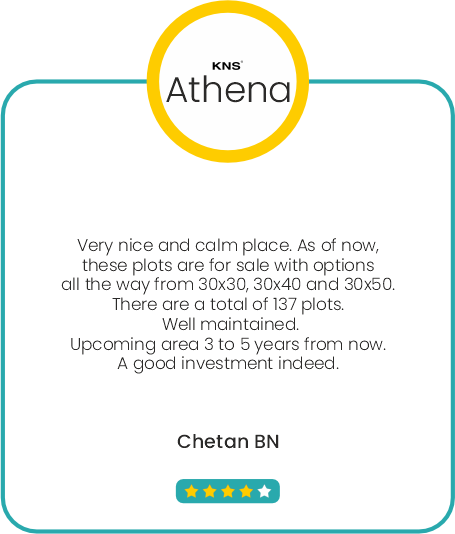 KNS®
Athena
Very nice and calm place. As of now,
these plots are for sale with options
all the way from 30x30, 30x40 and 30x50.
There are a total of 137 plots.
Well maintained.
Upcoming area 3 to 5 years from now.
A good investment indeed.
Chetan BN